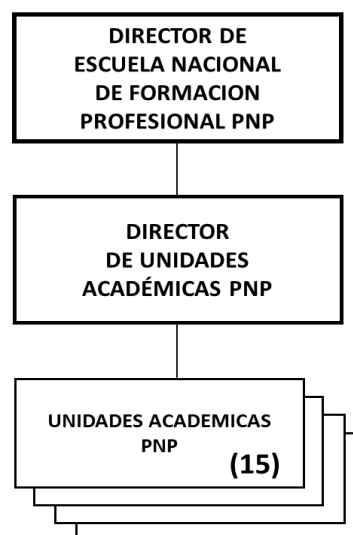 DIRECTOR DE
ESCUELA NACIONAL
DE FORMACION
PROFESIONAL PNP
DIRECTOR
DE UNIDADES
ACADÉMICAS PNP
UNIDADES ACADEMICAS
PNP
(15)